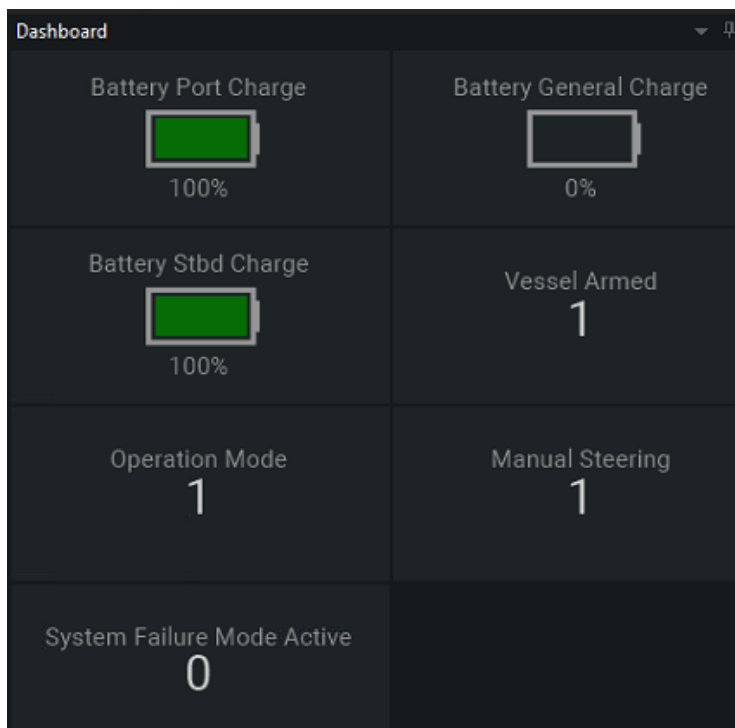 Dashboard
Battery Port Charge
100%
Battery General Charge
0%
Battery Stbd Charge
100%
Vessel Armed
1
Operation Mode
1
Manual Steering
1
System Failure Mode Active
0